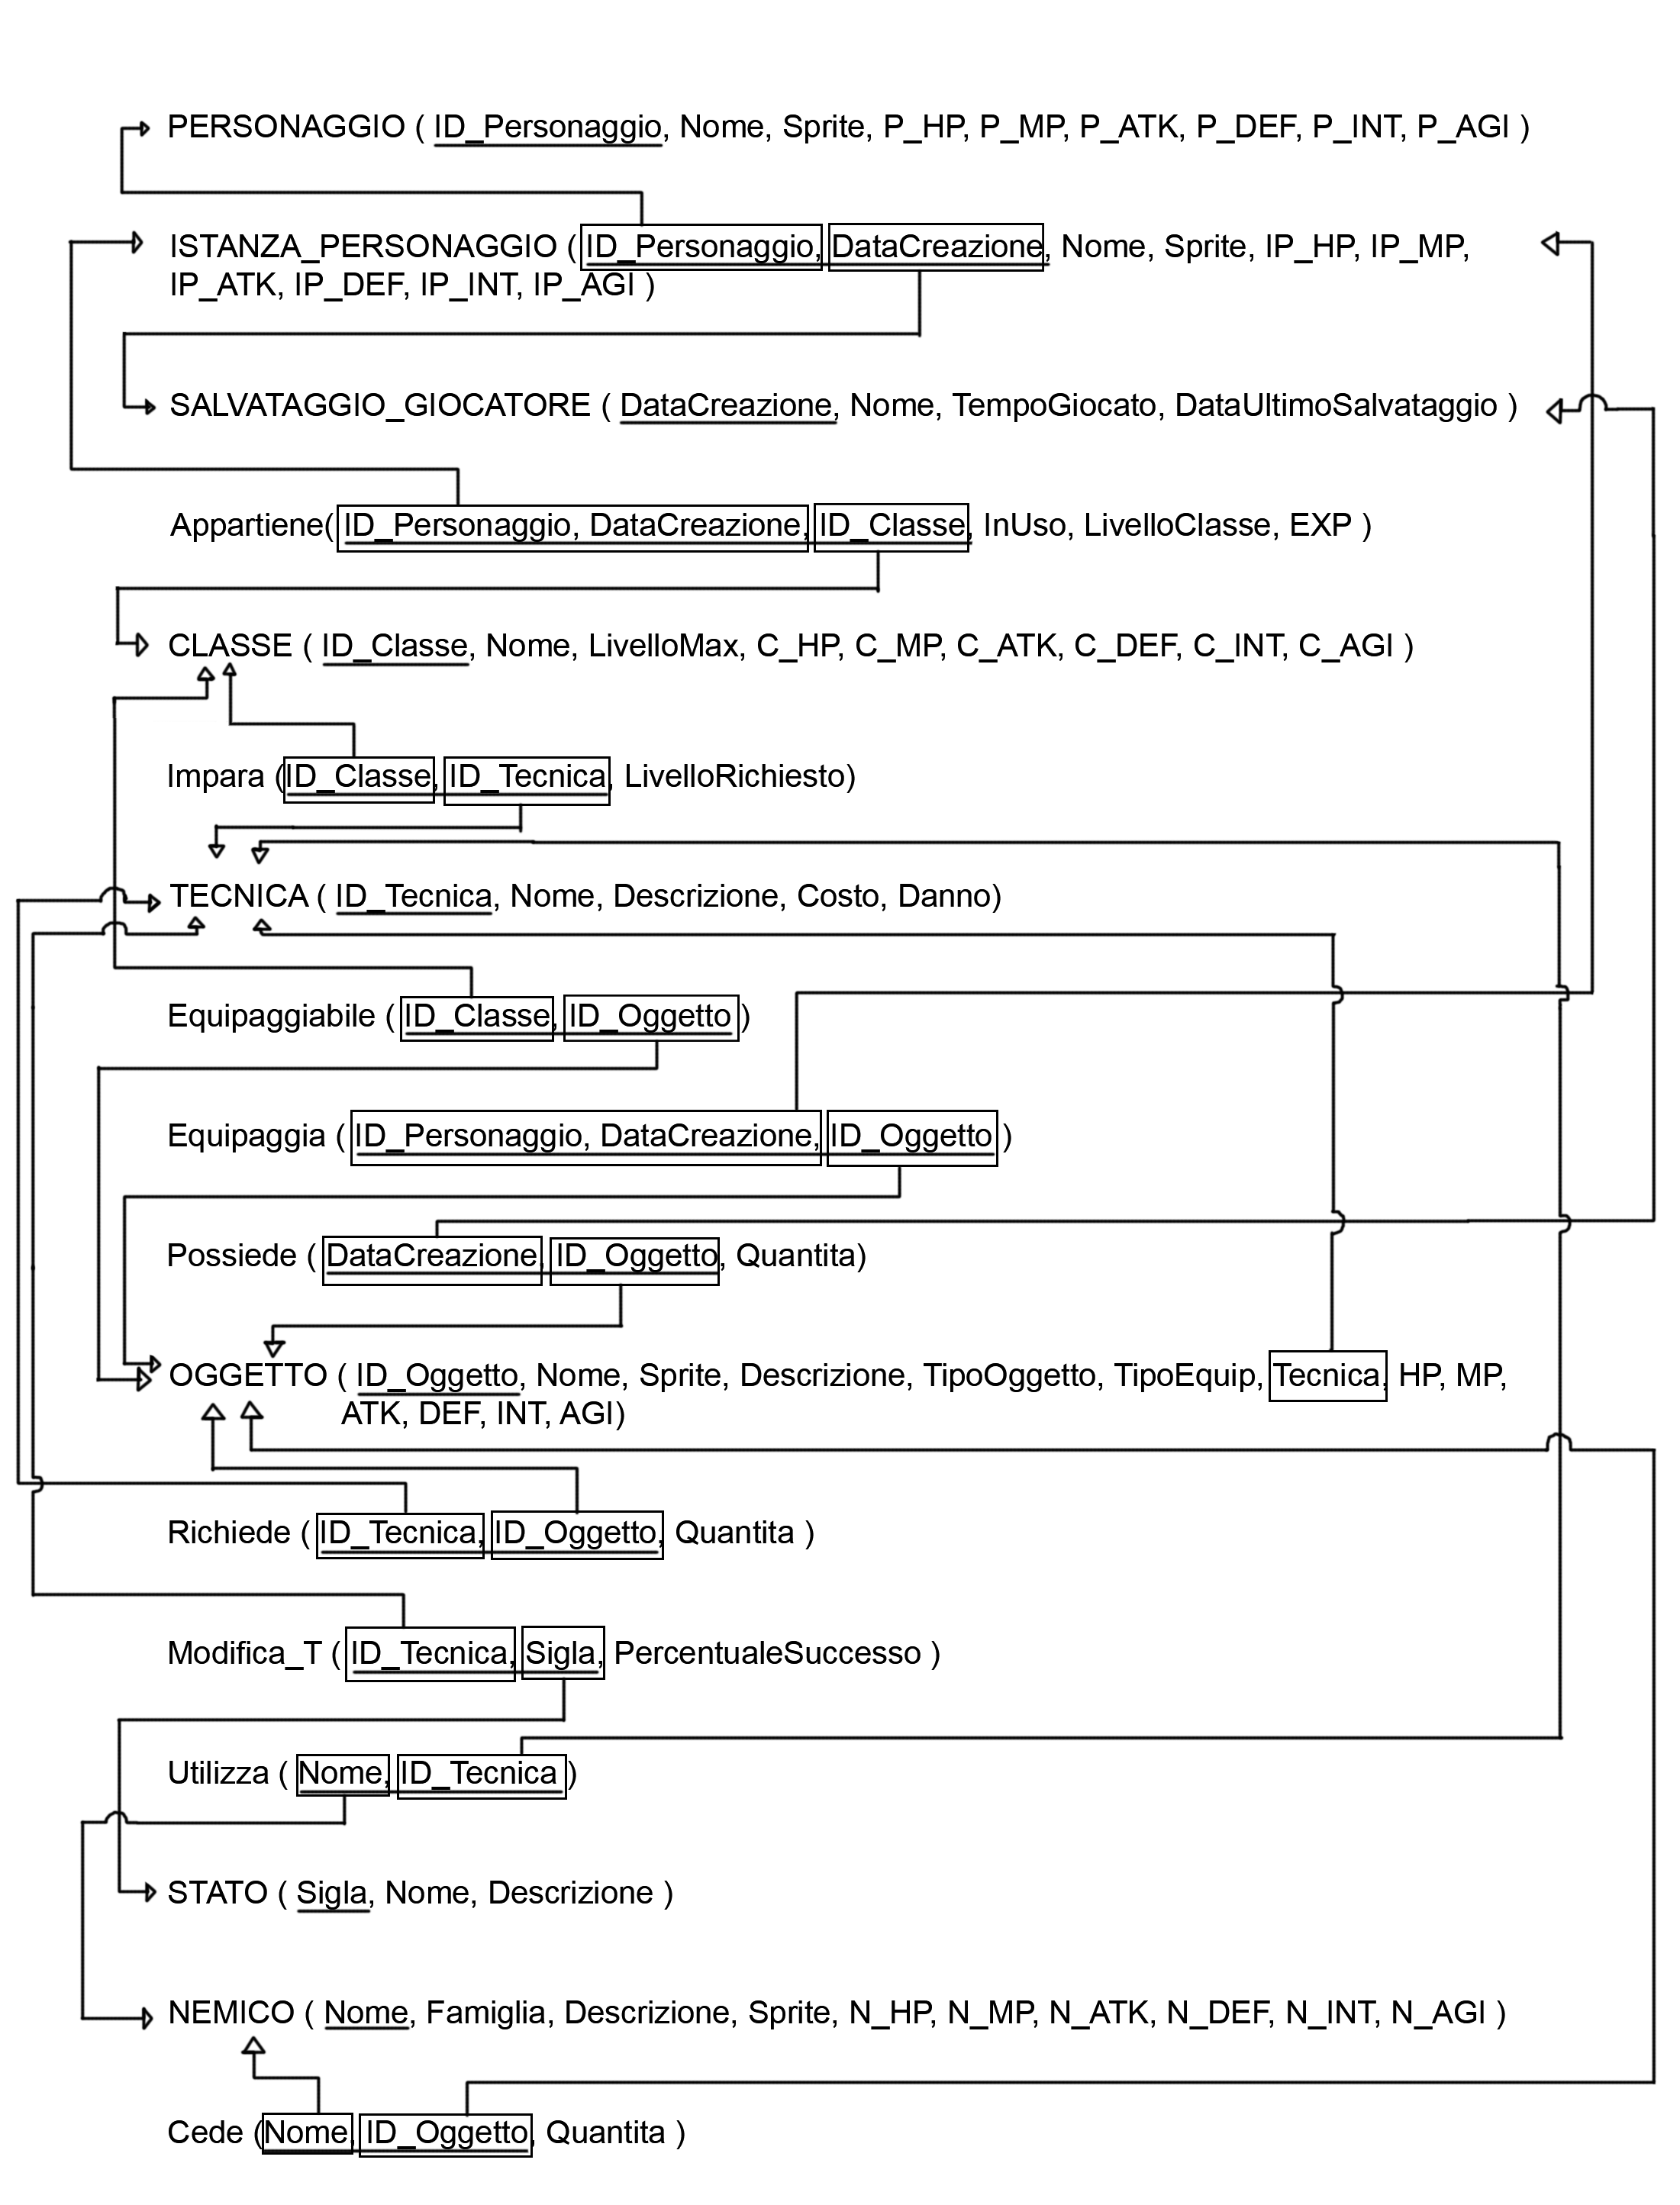 PERSONAGGIO ( ID_Personaggio, Nome, Sprite, P_HP, P_MP, P_ATK, P_DEF, P_INT, P_AGI )
ISTANZA_PERSONAGGIO ( ID_Personaggio, DataCreazione, Nome, Sprite, IP_HP, IP_MP,
IP_ATK, IP_DEF, IP_INT, IP_AGI )
SALVATAGGIO_GIOCATORE ( DataCreazione, Nome, TempoGiocato, DataUltimoSalvataggio )
Appartiene( ID_Personaggio, DataCreazione, ID_Classe, InUso, LivelloClasse, EXP )
CLASSE ( ID_Classe, Nome, LivelloMax, C_HP, C_MP, C_ATK, C_DEF, C_INT, C_AGI )
Impara (ID_Classe, ID_Tecnica, LivelloRichiesto)
TECNICA ( ID_Tecnica, Nome, Descrizione, Costo, Danno)
Equipaggiabile ( ID_Classe, ID_Oggetto )
Equipaggia ( ID_Personaggio, DataCreazione, ID_Oggetto )
Possiede ( DataCreazione, ID_Oggetto, Quantita)
OGGETTO ( ID_Oggetto, Nome, Sprite, Descrizione, TipoOggetto, TipoEquip, Tecnica, HP, MP,
ATK, DEF, INT, AGI)
Richiede ( ID_Tecnica, ID_Oggetto, Quantita )
Modifica_T ( ID_Tecnica, Sigla, PercentualeSuccesso )
Utilizza ( Nome, ID_Tecnica )
STATO ( Sigla, Nome, Descrizione )
NEMICO ( Nome, Famiglia, Descrizione, Sprite, N_HP, N_MP, N_ATK, N_DEF, N_INT, N_AGI )
Cede (Nome, ID_Oggetto, Quantita )